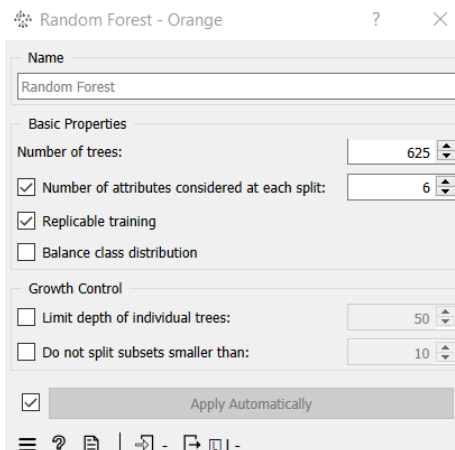 Random Forest - Orange ? ×
Name
Random Forest
Basic Properties
Number of trees: 625
Number of attributes considered at each split: 6
Replicable training
Balance class distribution
Growth Control
Limit depth of individual trees: 50
Do not split subsets smaller than: 10
Apply Automatically
? - -